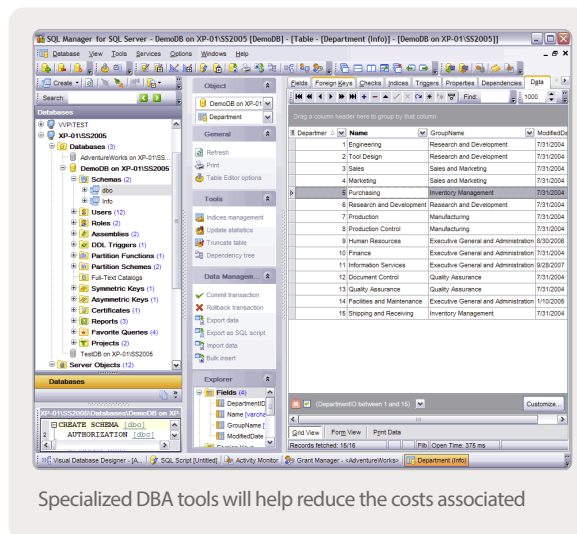 SQL Manager for SQL Server - DemoDB on XP-01\SS2005 [DemoDB] - [Table - [Department (Info)] - [DemoDB on XP-01\SS2005]]
Database View Tools Services Options Windows Help
Create
Search:
Databases
VVP\TEST
XP-01\SS2005
Databases (3)
AdventureWorks on XP-01\SS...
DemoDB on XP-01\SS2005
Schemas (2)
dbo
Info
Users (12)
Roles (2)
Assemblies (2)
DDL Triggers (1)
Partition Functions (1)
Partition Schemes (2)
Full-Text Catalogs
Symmetric Keys (1)
Asymmetric Keys (1)
Certificates (1)
Reports (3)
Favorite Queries (4)
Projects (2)
TestDB on XP-01\SS2005
Server Objects (12)
Databases
XP-01\SS2005\Databases\DemoDB on XP-
CREATE SCHEMA [dbo]
2 AUTHORIZATION [dbo]
Object
DemoDB on XP-01
Department
General
Refresh
Print
Table Editor options
Tools
Indices management
Update statistics
Truncate table
Dependency tree
Data Managem...
Commit transaction
Rollback transaction
Export data
Export as SQL script
Import data
Bulk insert
Explorer
Fields (4)
DepartmentID
Name [varcha
GroupName [
ModifiedDate
Fields Foreign Keys Checks Indices Triggers Properties Dependencies Data
Find: 1000
Drag a column header here to group by that column
Departmer Name GroupName ModifiedDa
1 Engineering Research and Development 7/31/2004
2 Tool Design Research and Development 7/31/2004
3 Sales Sales and Marketing 7/31/2004
4 Marketing Sales and Marketing 7/31/2004
5 Purchasing Inventory Management 7/31/2004
6 Research and Development Research and Development 7/31/2004
7 Production Manufacturing 7/31/2004
8 Production Control Manufacturing 7/31/2004
9 Human Resources Executive General and Administration 8/30/2006
10 Finance Executive General and Administration 7/31/2004
11 Information Services Executive General and Administration 9/28/2007
12 Document Control Quality Assurance 7/31/2004
13 Quality Assurance Quality Assurance 7/31/2004
14 Facilities and Maintenance Executive General and Administration 1/10/2006
15 Shipping and Receiving Inventory Management 7/31/2004
(DepartmentID between 1 and 16) Customize...
Grid View Form View Print Data
Records fetched: 15/16 Open Time: 375 ms
Visual Database Designer - [A... SQL Script [Untitled] Activity Monitor Grant Manager - <AdventureWorks> Department (Info)
Specialized DBA tools will help reduce the costs associated